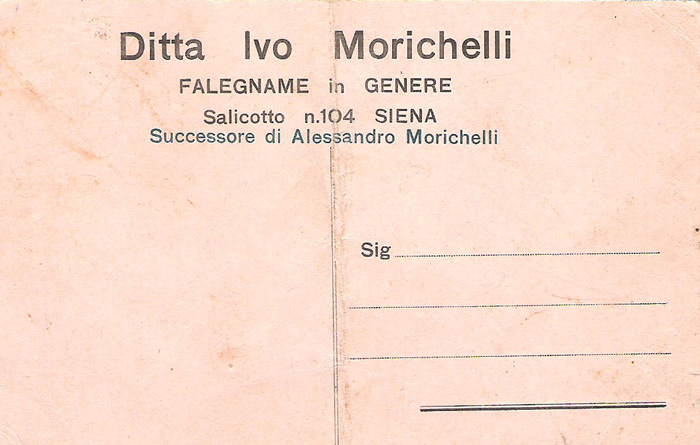 Ditta Ivo Morichelli
FALEGNAME in GENERE
Salicotto n.104 SIENA
Successore di Alessandro Morichelli
Sig